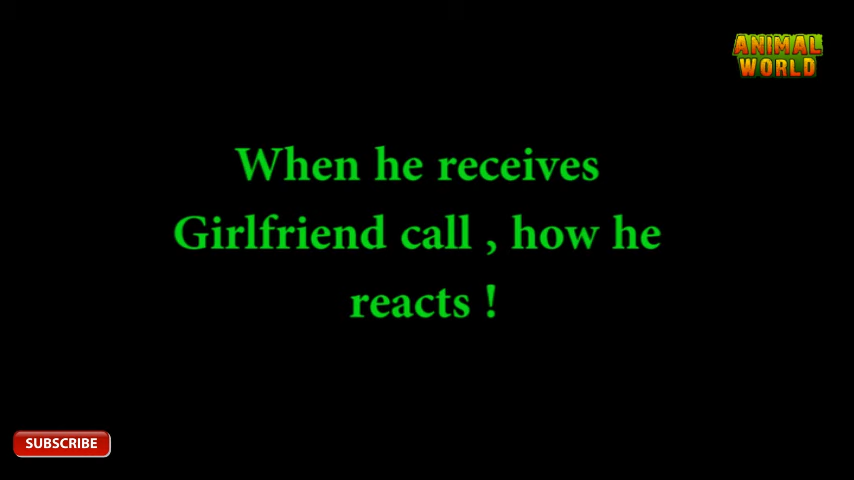 ANIMAL
WORLD
When he receives
Girlfriend call , how he
reacts !
SUBSCRIBE